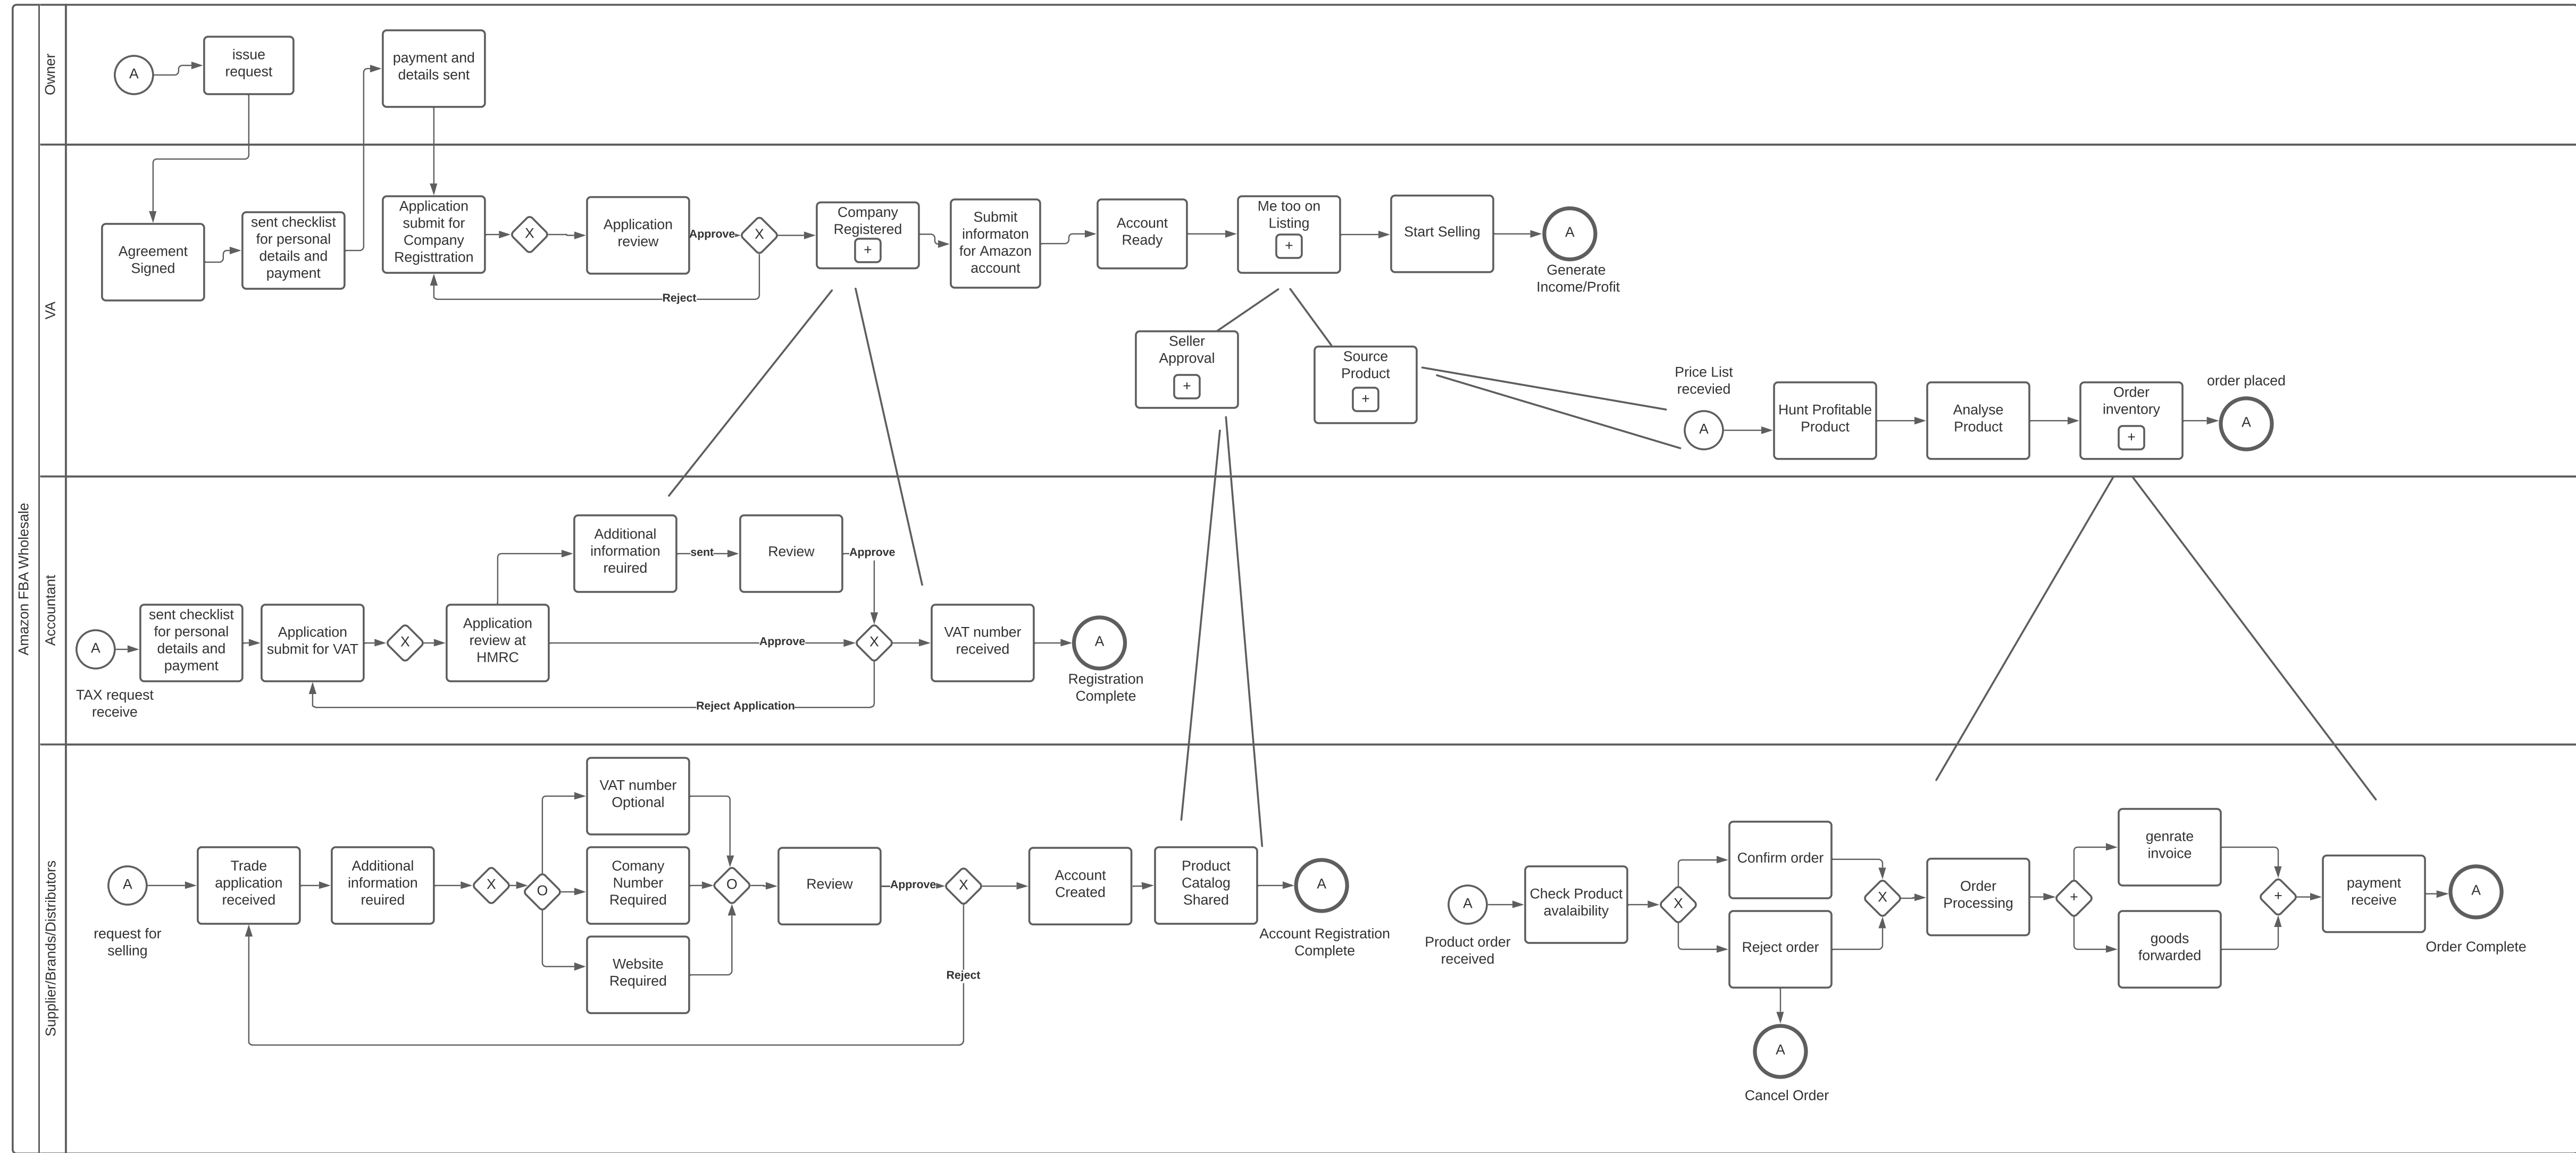 Amazon FBA Wholesale
Owner
A
issue
request
payment and
details sent
VA
Agreement
Signed
sent checklist
for personal
details and
payment
Application
submit for
Company
Registtration
X
Application
review
Approve
X
Reject
Company
Registered
+
Submit
informaton
for Amazon
account
Account
Ready
Me too on
Listing
+
Start Selling
A
Generate
Income/Profit
Seller
Approval
+
Source
Product
+
Price List
recevied
A
Hunt Profitable
Product
Analyse
Product
Order
inventory
+
order placed
A
Accountant
A
TAX request
receive
sent checklist
for personal
details and
payment
Application
submit for VAT
X
Application
review at
HMRC
Additional
information
reuired
sent
Review
Approve
Approve
X
Reject Application
VAT number
received
A
Registration
Complete
Supplier/Brands/Distributors
A
request for
selling
Trade
application
received
Additional
information
reuired
X
O
VAT number
Optional
Comany
Number
Required
Website
Required
O
Review
Approve
X
Reject
Account
Created
Product
Catalog
Shared
A
Account Registration
Complete
A
Product order
received
Check Product
avalaibility
X
Confirm order
Reject order
A
Cancel Order
X
Order
Processing
+
genrate
invoice
goods
forwarded
+
payment
receive
A
Order Complete